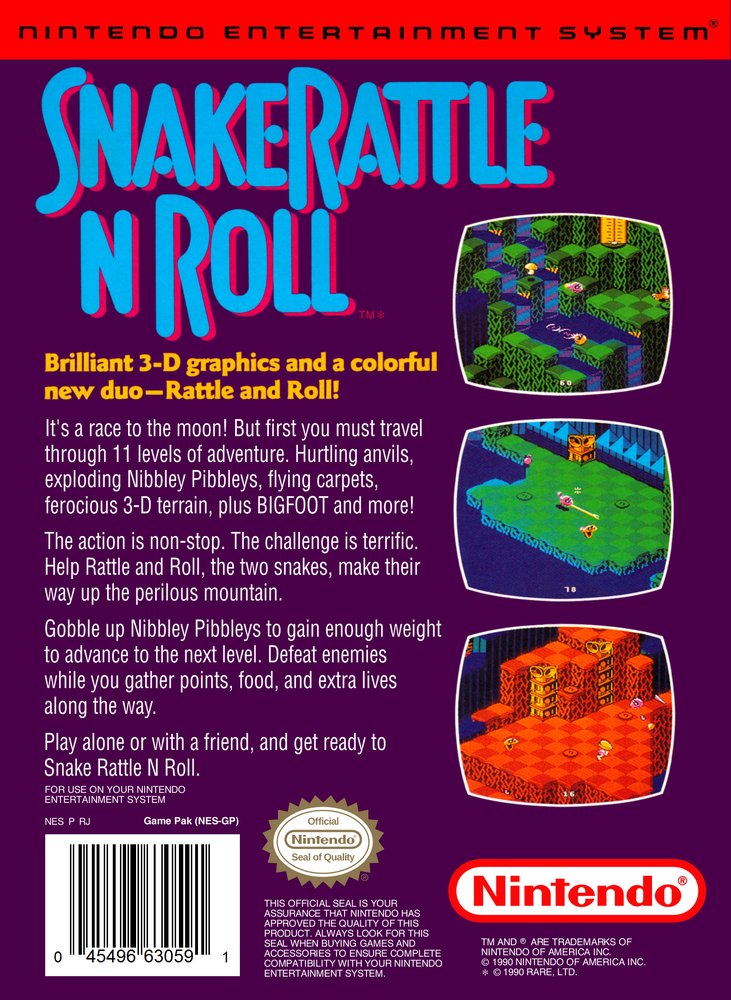 NINTENDO ENTERTAINMENT SYSTEM®
SNAKE RATTLE
N ROLL
TM*
Brilliant 3-D graphics and a colorful
new duo—Rattle and Roll!
It's a race to the moon! But first you must travel
through 11 levels of adventure. Hurtling anvils,
exploding Nibbley Pibbleys, flying carpets,
ferocious 3-D terrain, plus BIGFOOT and more!
The action is non-stop. The challenge is terrific.
Help Rattle and Roll, the two snakes, make their
way up the perilous mountain.
Gobble up Nibbley Pibbleys to gain enough weight
to advance to the next level. Defeat enemies
while you gather points, food, and extra lives
along the way.
Play alone or with a friend, and get ready to
Snake Rattle N Roll.
60
78
16
FOR USE ON YOUR NINTENDO
ENTERTAINMENT SYSTEM
NES P RJ Game Pak (NES-GP)
0 45496 63059 1
Official
Nintendo
Seal of Quality
®
THIS OFFICIAL SEAL IS YOUR
ASSURANCE THAT NINTENDO HAS
APPROVED THE QUALITY OF THIS
PRODUCT. ALWAYS LOOK FOR THIS
SEAL WHEN BUYING GAMES AND
ACCESSORIES TO ENSURE COMPLETE
COMPATIBILITY WITH YOUR NINTENDO
ENTERTAINMENT SYSTEM.
Nintendo®
TM AND ® ARE TRADEMARKS OF
NINTENDO OF AMERICA INC.
© 1990 NINTENDO OF AMERICA INC.
* © 1990 RARE, LTD.